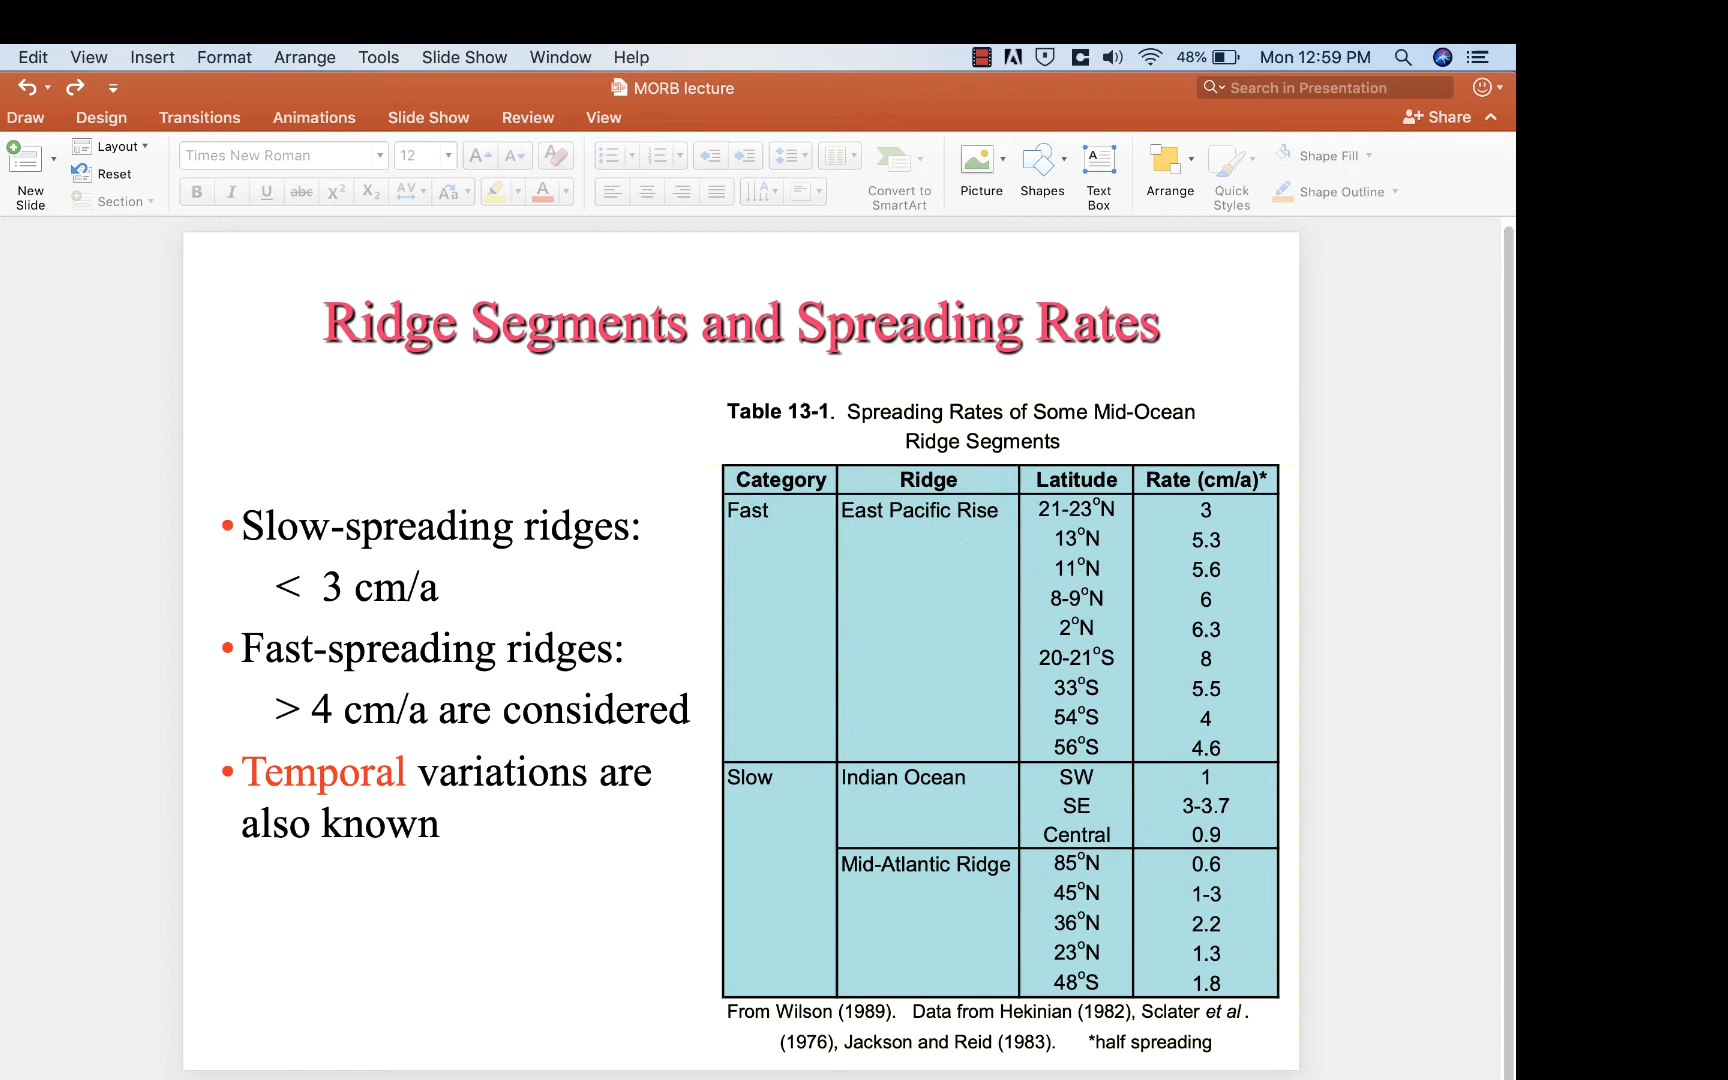 Edit View Insert Format Arrange Tools Slide Show Window Help 48% Mon 12:59 PM
MORB lecture Search in Presentation
Draw Design Transitions Animations Slide Show Review View Share
New Slide Layout Reset Section Times New Roman 12 Convert to SmartArt Picture Shapes Text Box Arrange Quick Styles Shape Fill Shape Outline
Ridge Segments and Spreading Rates
•Slow-spreading ridges:
< 3 cm/a
•Fast-spreading ridges:
> 4 cm/a are considered
•Temporal variations are
also known
Table 13-1. Spreading Rates of Some Mid-Ocean
Ridge Segments
Category Ridge Latitude Rate (cm/a)*
Fast East Pacific Rise 21-23°N 3
13°N 5.3
11°N 5.6
8-9°N 6
2°N 6.3
20-21°S 8
33°S 5.5
54°S 4
56°S 4.6
Slow Indian Ocean SW 1
SE 3-3.7
Central 0.9
Mid-Atlantic Ridge 85°N 0.6
45°N 1-3
36°N 2.2
23°N 1.3
48°S 1.8
From Wilson (1989). Data from Hekinian (1982), Sclater et al.
(1976), Jackson and Reid (1983). *half spreading